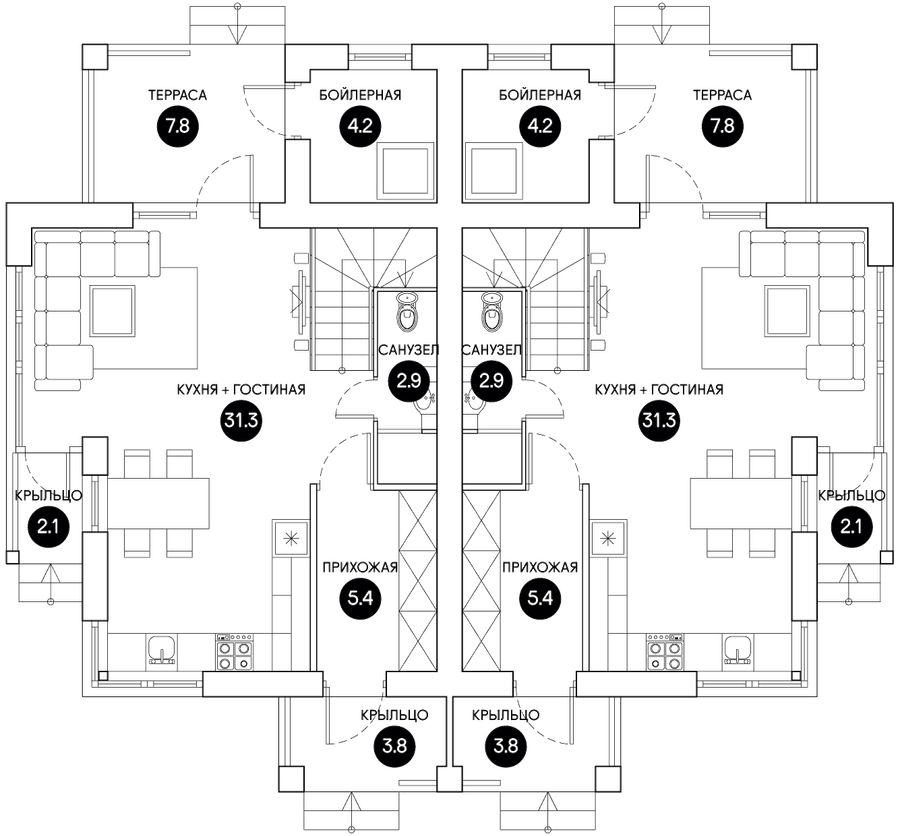 ТЕРРАСА
7.8
БОЙЛЕРНАЯ
4.2
БОЙЛЕРНАЯ
4.2
ТЕРРАСА
7.8
САНУЗЕЛ
2.9
САНУЗЕЛ
2.9
КУХНЯ + ГОСТИНАЯ
31.3
КУХНЯ + ГОСТИНАЯ
31.3
КРЫЛЬЦО
2.1
КРЫЛЬЦО
2.1
ПРИХОЖАЯ
5.4
ПРИХОЖАЯ
5.4
КРЫЛЬЦО
3.8
КРЫЛЬЦО
3.8